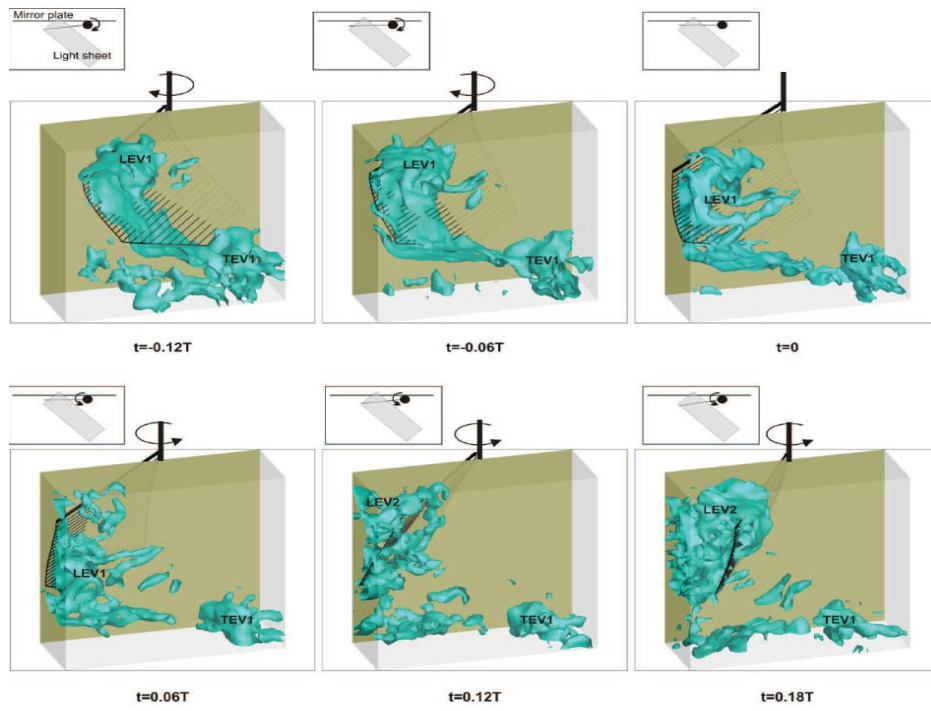 Mirror plate
Light sheet
LEV1
TEV1
LEV1
TEV1
LEV1
TEV1
t=-0.12T
t=-0.06T
t=0
LEV1
TEV1
LEV2
TEV1
LEV2
TEV1
t=0.06T
t=0.12T
t=0.18T